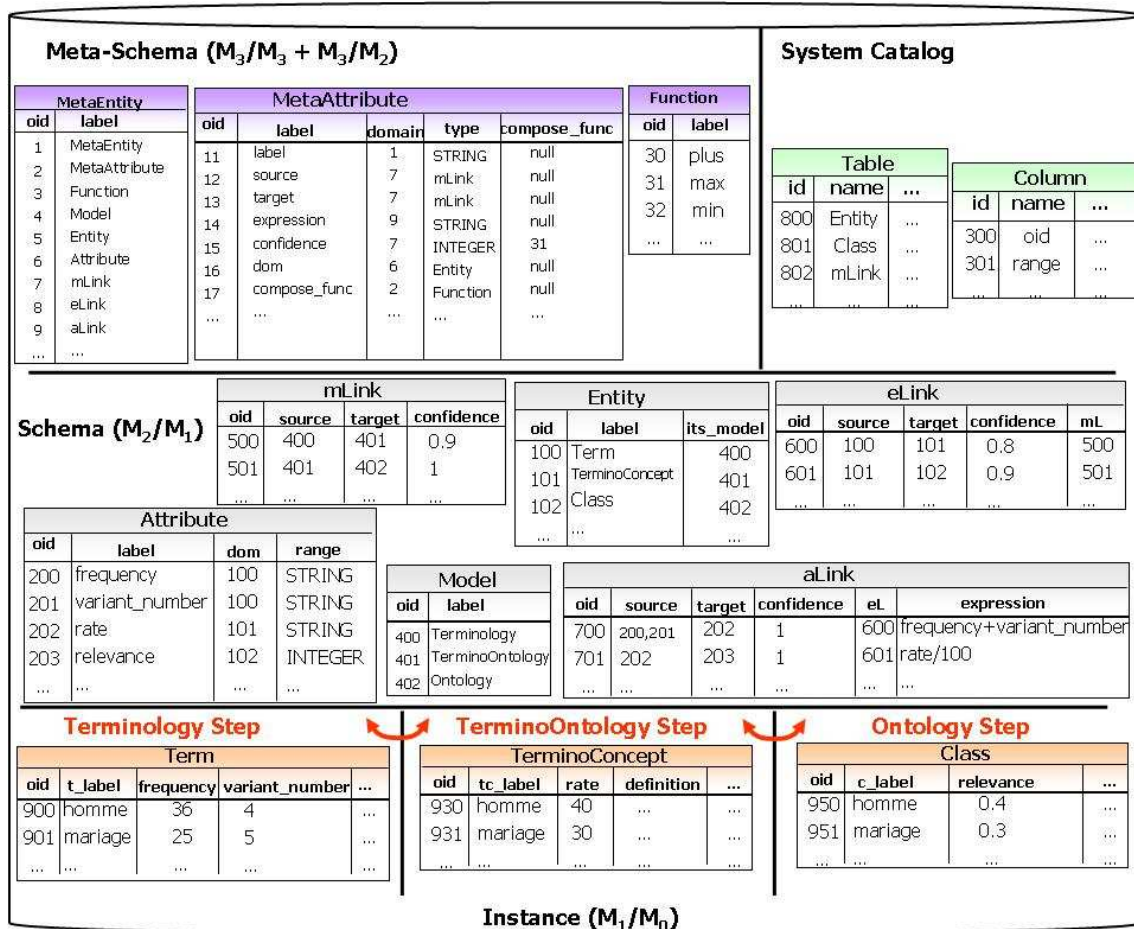 Meta-Schema (M3/M3 + M3/M2)
System Catalog
MetaEntity
oid label
1 MetaEntity
2 MetaAttribute
3 Function
4 Model
5 Entity
6 Attribute
7 mLink
8 eLink
9 aLink
... ...
MetaAttribute
oid label domain type compose_func
11 label 1 STRING null
12 source 7 mLink null
13 target 7 mLink null
14 expression 9 STRING null
15 confidence 7 INTEGER 31
16 dom 6 Entity null
17 compose_func 2 Function null
... ... ... ... ...
Function
oid label
30 plus
31 max
32 min
... ...
Table
id name ...
800 Entity ...
801 Class ...
802 mLink ...
... ... ...
Column
id name ...
300 oid ...
301 range ...
... ... ...
Schema (M2/M1)
mLink
oid source target confidence
500 400 401 0.9
501 401 402 1
... ... ... ...
Entity
oid label its_model
100 Term 400
101 TerminoConcept 401
102 Class 402
... ... ...
eLink
oid source target confidence mL
600 100 101 0.8 500
601 101 102 0.9 501
... ... ... ... ...
Attribute
oid label dom range
200 frequency 100 STRING
201 variant_number 100 STRING
202 rate 101 STRING
203 relevance 102 INTEGER
... ... ... ...
Model
oid label
400 Terminology
401 TerminoOntology
402 Ontology
aLink
oid source target confidence eL expression
700 200,201 202 1 600 frequency+variant_number
701 202 203 1 601 rate/100
... ... ... ... ... ...
Terminology Step
TerminoOntology Step
Ontology Step
Term
oid t_label frequency variant_number ...
900 homme 36 4 ...
901 mariage 25 5 ...
... ... ... ... ...
TerminoConcept
oid tc_label rate definition ...
930 homme 40 ... ...
931 mariage 30 ... ...
... ... ... ... ...
Class
oid c_label relevance ...
950 homme 0.4 ...
951 mariage 0.3 ...
... ... ... ...
Instance (M1/M0)